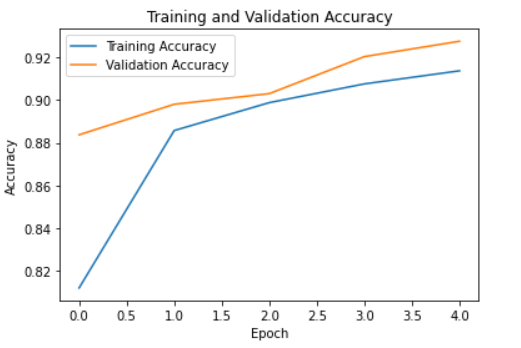 Training and Validation Accuracy
Training Accuracy
Validation Accuracy
0.92
0.90
0.88
0.86
0.84
0.82
Accuracy
0.0 0.5 1.0 1.5 2.0 2.5 3.0 3.5 4.0
Epoch